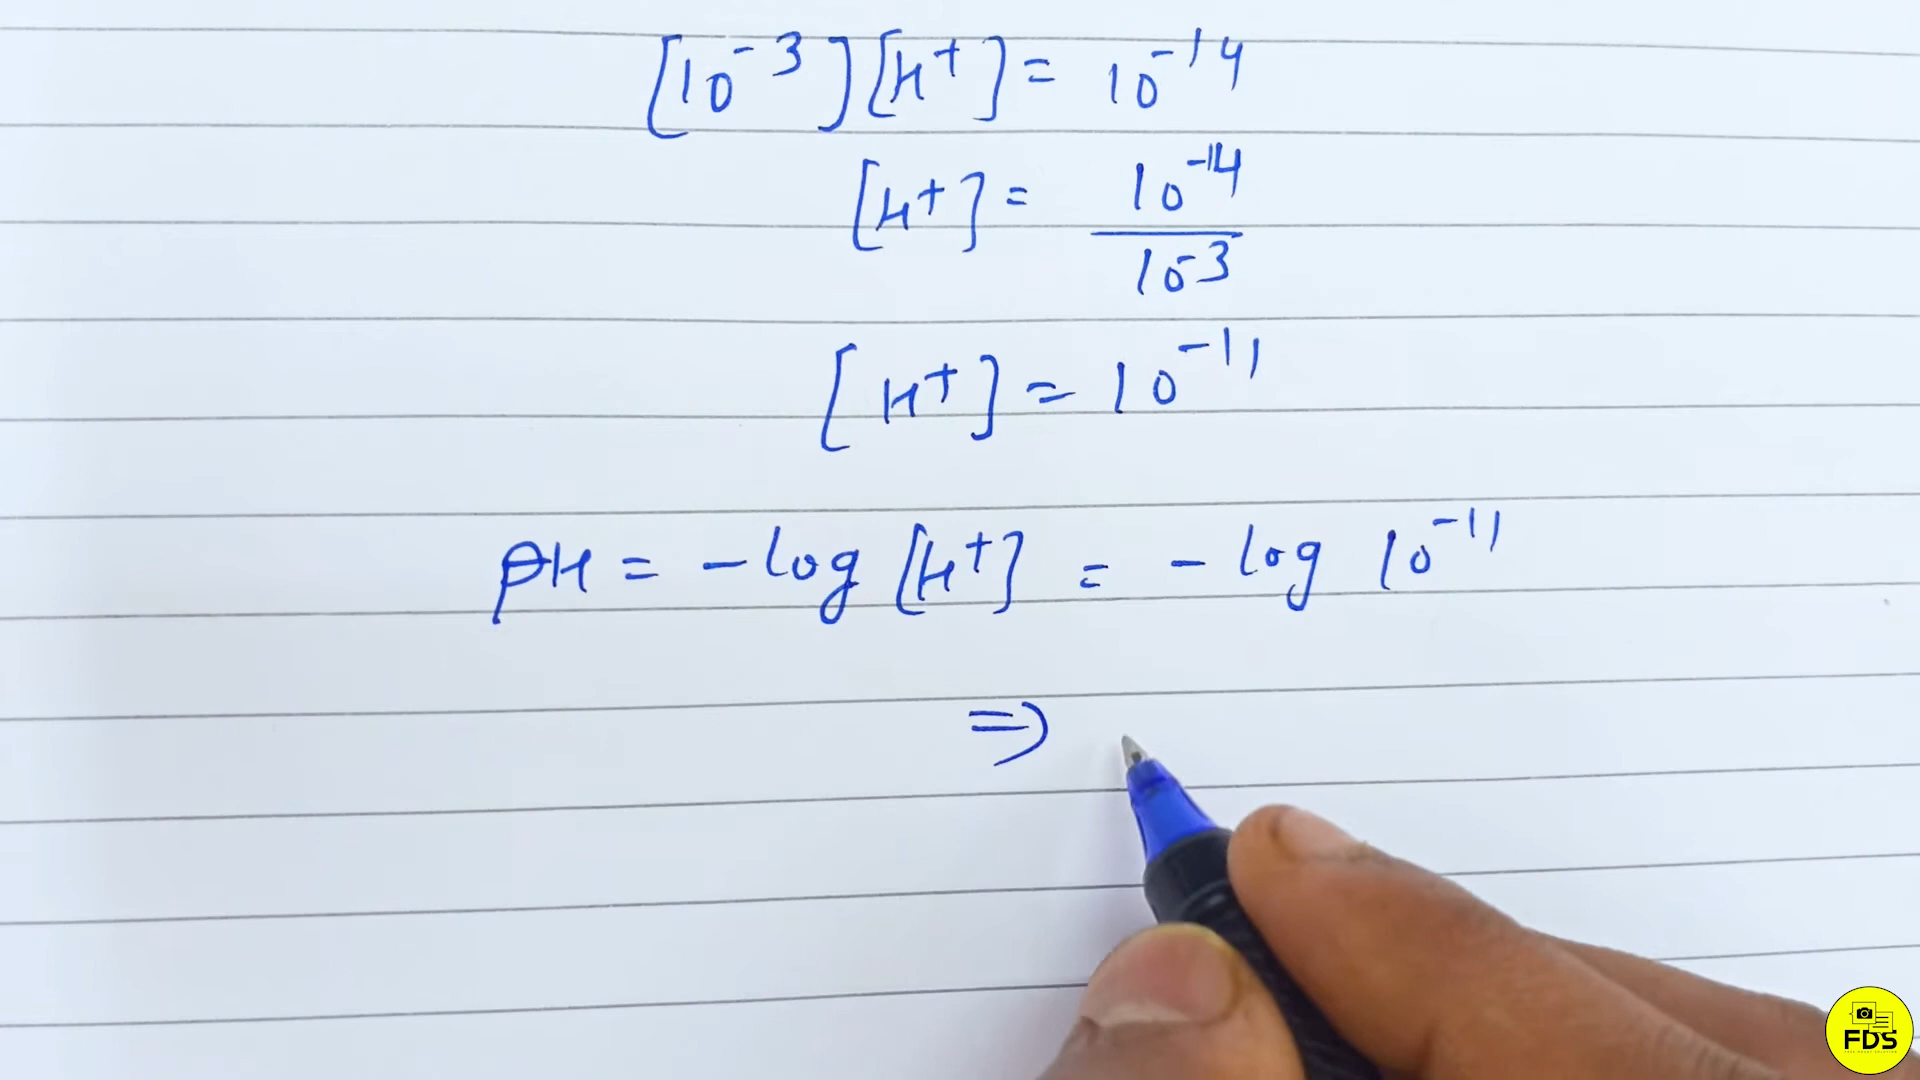 [10⁻³][H⁺] = 10⁻¹⁴
[H⁺] = 10⁻¹⁴
10⁻³
[H⁺] = 10⁻¹¹
PH = -log [H⁺] = -log 10⁻¹¹
⇒
FDS